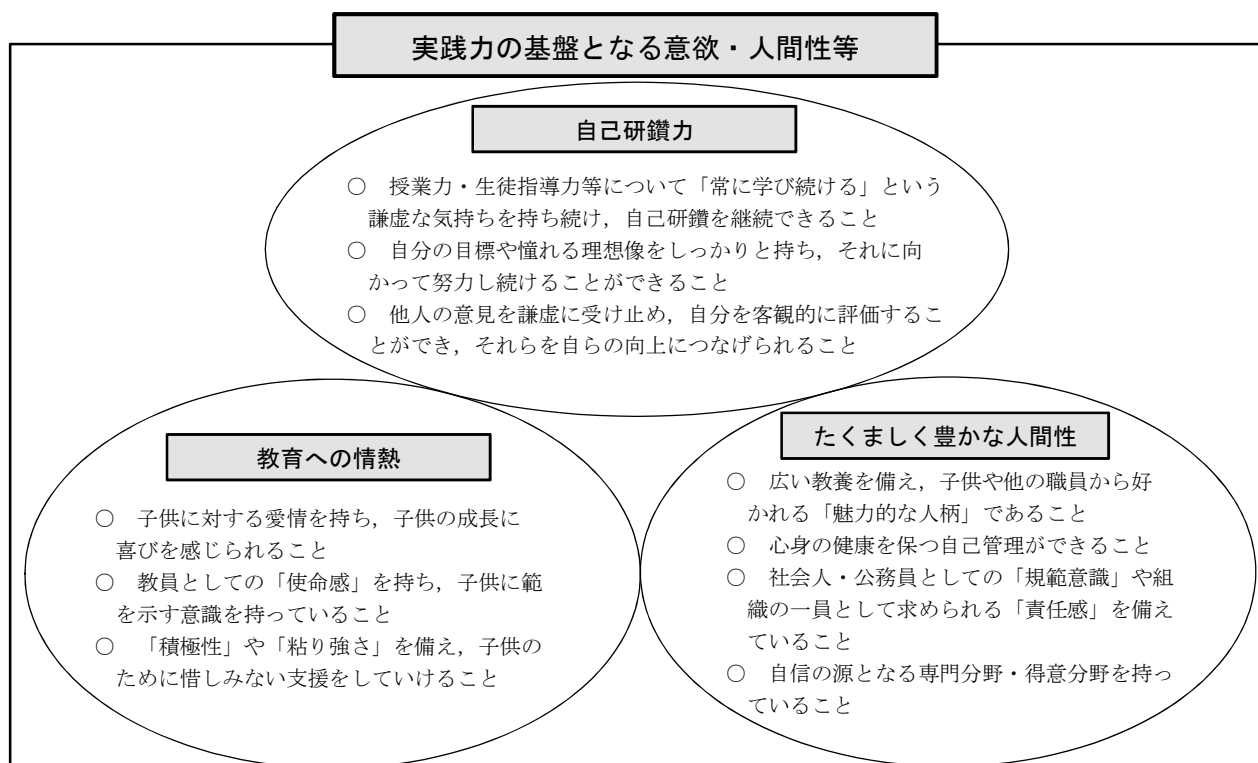 実践力の基盤となる意欲・人間性等
自己研鑽力
○　授業力・生徒指導力等について「常に学び続ける」という
謙虚な気持ちを持ち続け，自己研鑽を継続できること
○　自分の目標や憧れる理想像をしっかりと持ち，それに向
かって努力し続けることができること
○　他人の意見を謙虚に受け止め，自分を客観的に評価するこ
とができ，それらを自らの向上につなげられること
教育への情熱
○　子供に対する愛情を持ち，子供の成長に
喜びを感じられること
○　教員としての「使命感」を持ち，子供に範
を示す意識を持っていること
○　「積極性」や「粘り強さ」を備え，子供の
ために惜しみない支援をしていけること
たくましく豊かな人間性
○　広い教養を備え，子供や他の職員から好
かれる「魅力的な人柄」であること
○　心身の健康を保つ自己管理ができること
○　社会人・公務員としての「規範意識」や組
織の一員として求められる「責任感」を備え
ていること
○　自信の源となる専門分野・得意分野を持っ
ていること